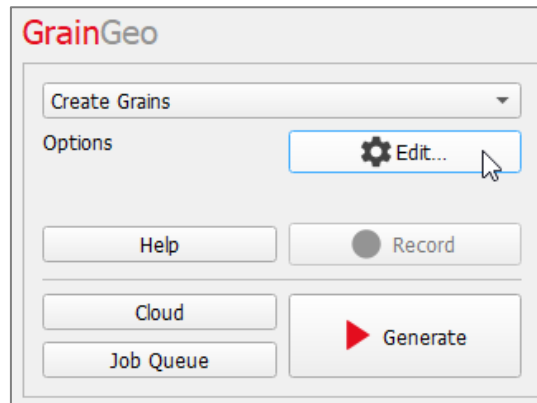 GrainGeo
Create Grains
Options
Edit...
Help
Record
Cloud
Generate
Job Queue